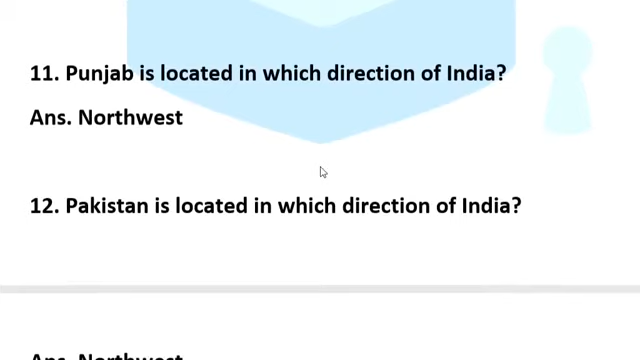 11. Punjab is located in which direction of India?
Ans. Northwest
12. Pakistan is located in which direction of India?
Ans. Northwest